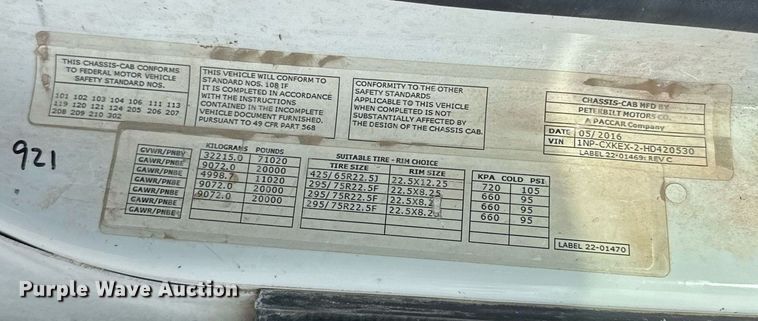 THIS CHASSIS-CAB CONFORMS
TO FEDERAL MOTOR VEHICLE
SAFETY STANDARD NOS.
101 102 103 104 106 111 113
119 120 121 124 205 206 207
208 209 210 302
THIS VEHICLE WILL CONFORM TO
STANDARD NOS. 108 IF
IT IS COMPLETED IN ACCORDANCE
WITH THE INSTRUCTIONS
CONTAINED IN THE INCOMPLETE
VEHICLE DOCUMENT FURNISHED.
PURSUANT TO 49 CFR PART 568
CONFORMITY TO THE OTHER
SAFETY STANDARDS
APPLICABLE TO THIS VEHICLE
WHEN COMPLETED IS NOT
SUBSTANTIALLY AFFECTED BY
THE DESIGN OF THE CHASSIS CAB.
CHASSIS-CAB MFD BY
PETERBILT MOTORS CO.
A PACCAR Company
DATE 05/2016
VIN 1NP-CXKEX-2-HD420530
LABEL 22-01469: REV C
921
KILOGRAMS POUNDS SUITABLE TIRE - RIM CHOICE
TIRE SIZE RIM SIZE KPA COLD PSI
GVWR/PNBV 32215.0 71020
GAWR/PNBE 9072.0 20000 425/65R22.5J 22.5X12.25 720 105
GAWR/PNBE 4998.7 11020 295/75R22.5F 22.5X8.25 660 95
GAWR/PNBE 9072.0 20000 295/75R22.5F 22.5X8.2 660 95
GAWR/PNBE 9072.0 20000 295/75R22.5F 22.5X8.2 660 95
GAWR/PNBE
LABEL 22-01470
Purple Wave Auction